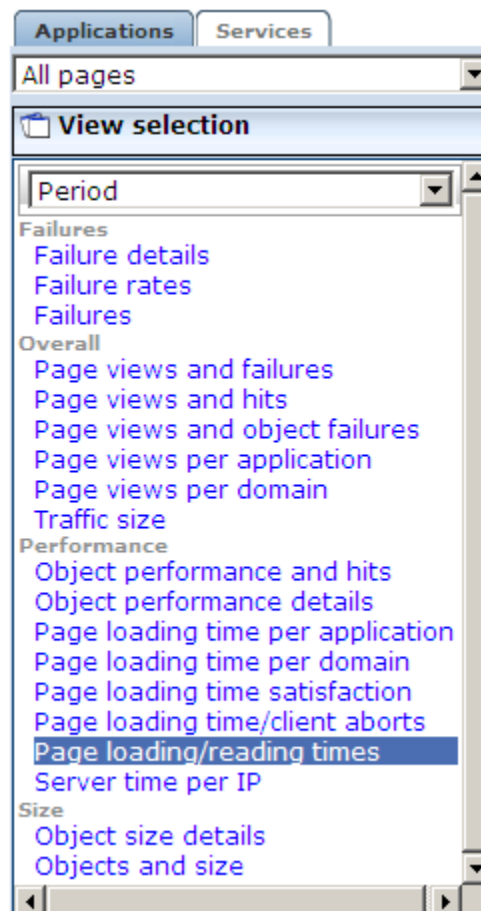 Applications Services
All pages
View selection
Period
Failures
Failure details
Failure rates
Failures
Overall
Page views and failures
Page views and hits
Page views and object failures
Page views per application
Page views per domain
Traffic size
Performance
Object performance and hits
Object performance details
Page loading time per application
Page loading time per domain
Page loading time satisfaction
Page loading time/client aborts
Page loading/reading times
Server time per IP
Size
Object size details
Objects and size